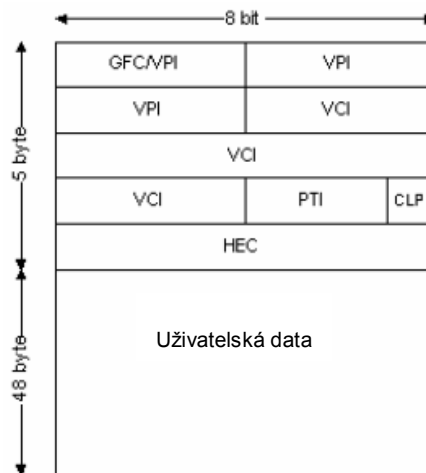 8 bit
GFC/VPI VPI
VPI VCI
VCI
VCI PTI CLP
HEC
5 byte
Uživatelská data
48 byte